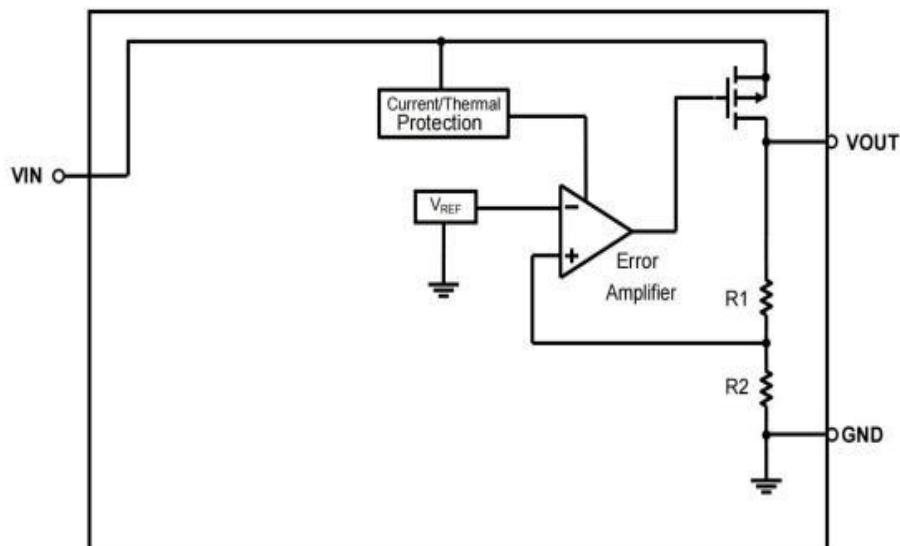 Current/Thermal
Protection
VIN
VOUT
VREF
−
+
Error
Amplifier
R1
R2
GND